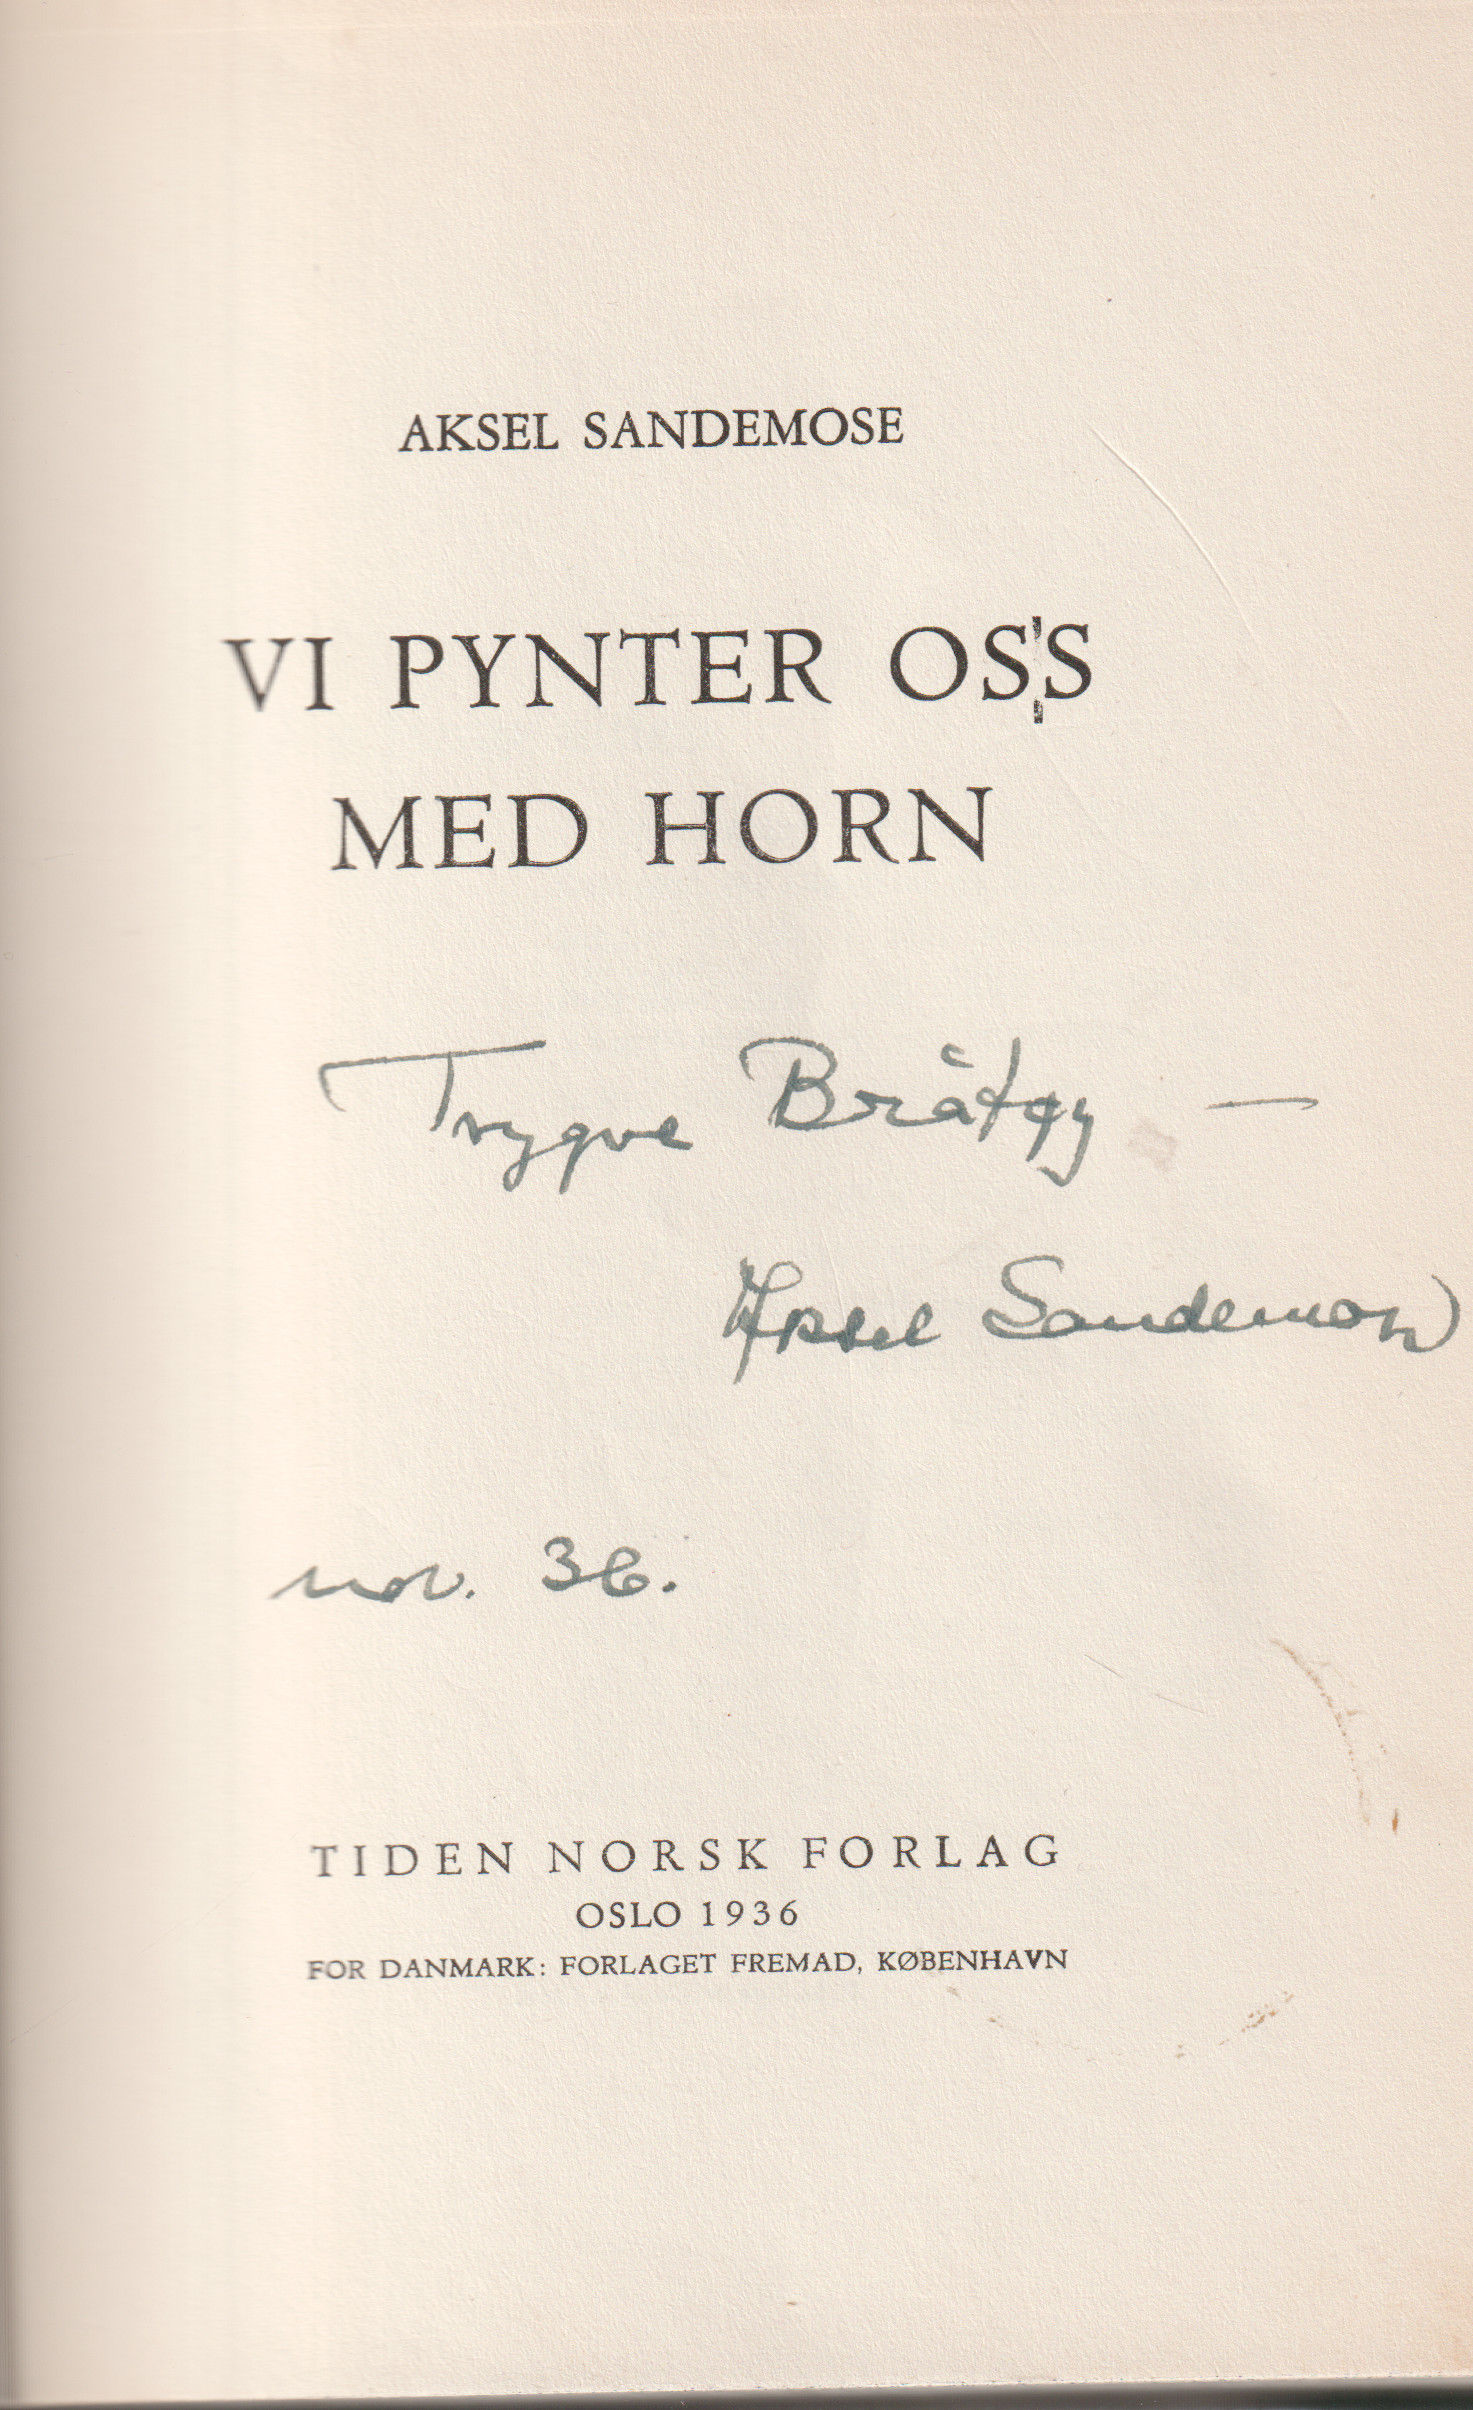 AKSEL SANDEMOSE
VI PYNTER OSS
MED HORN
Trygve Bråtøy —
Aksel Sandemose
nov. 36.
TIDEN NORSK FORLAG
OSLO 1936
FOR DANMARK: FORLAGET FREMAD, KØBENHAVN